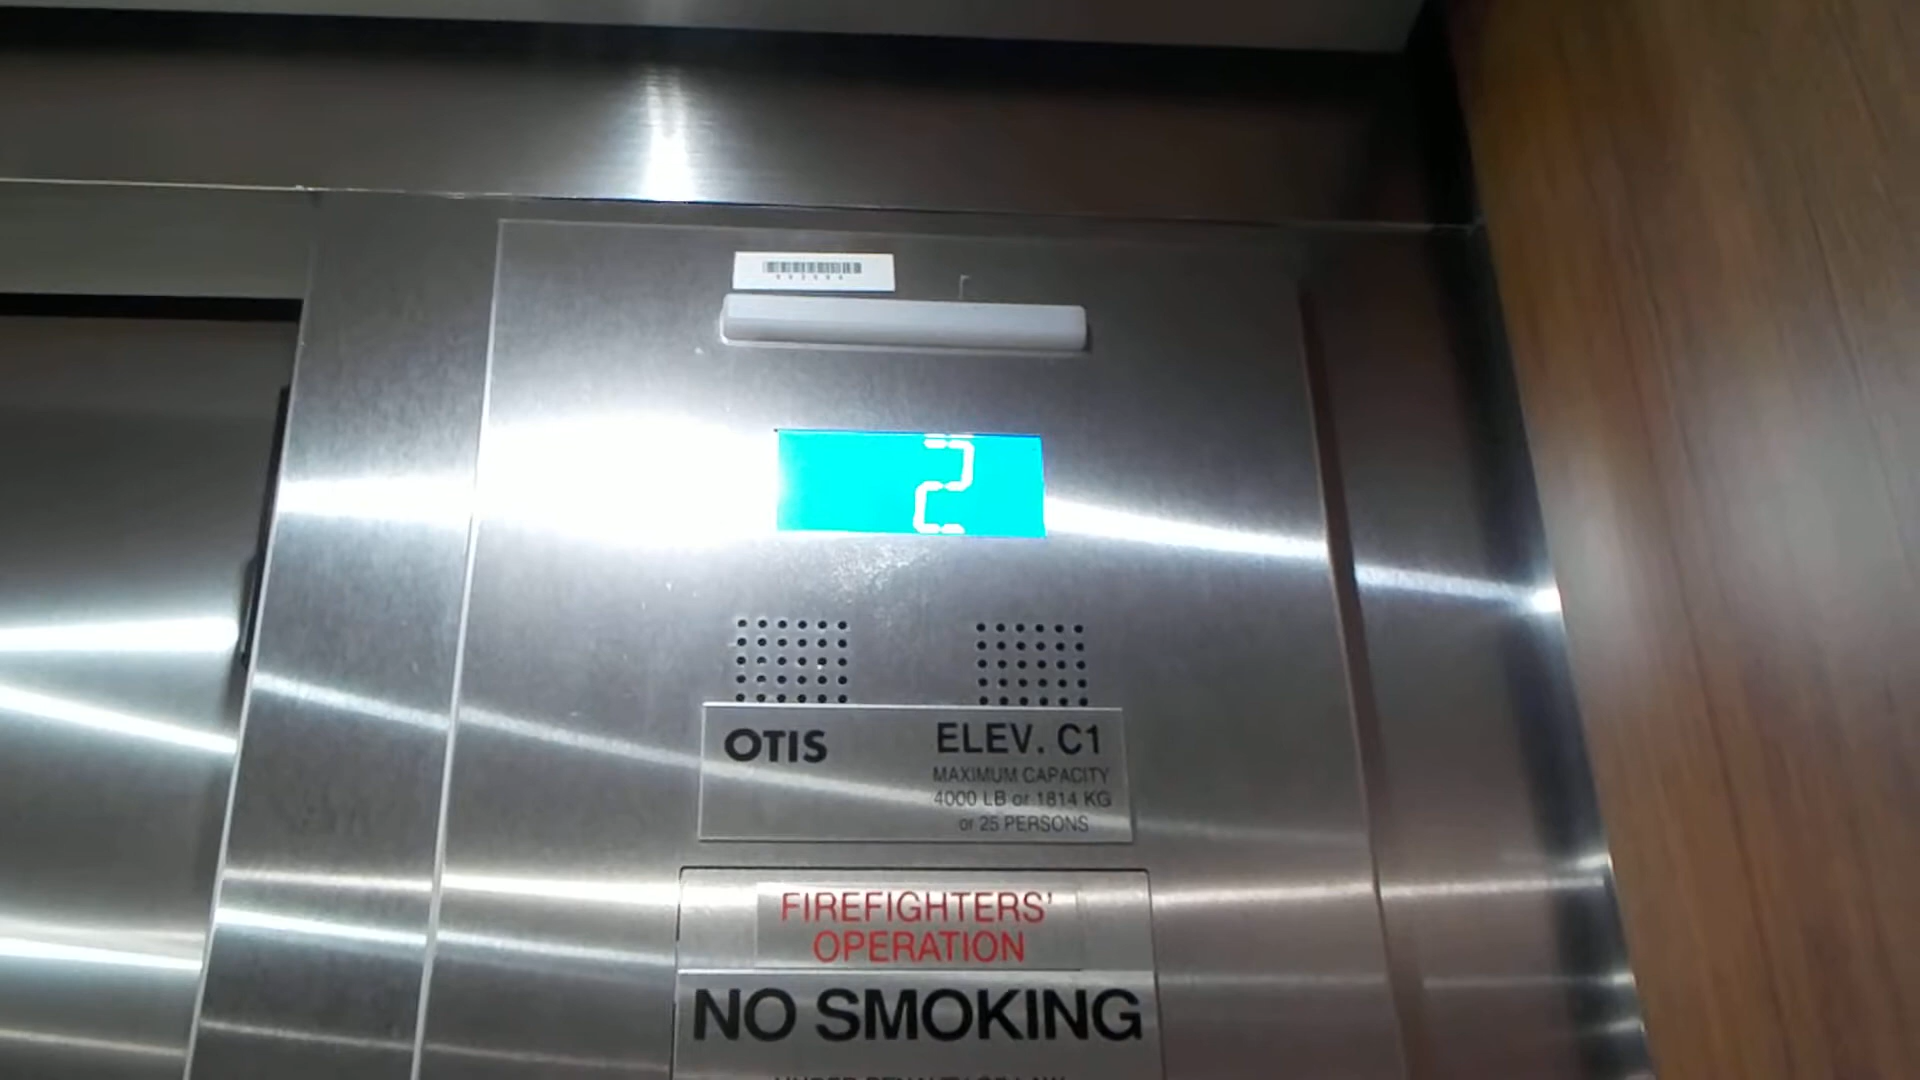 2
OTIS
ELEV. C1
MAXIMUM CAPACITY
4000 LB or 1814 KG
or 25 PERSONS
FIREFIGHTERS'
OPERATION
NO SMOKING